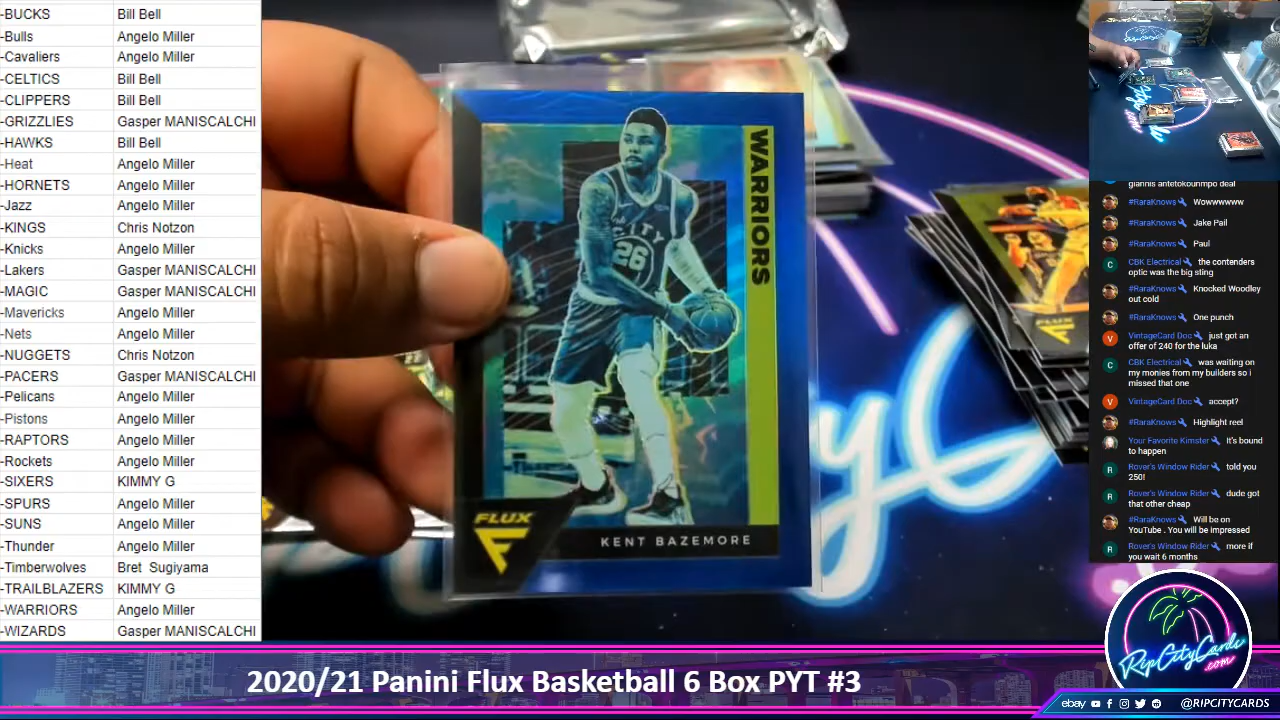 -BUCKS Bill Bell
-Bulls Angelo Miller
-Cavaliers Angelo Miller
-CELTICS Bill Bell
-CLIPPERS Bill Bell
-GRIZZLIES Gasper MANISCALCHI
-HAWKS Bill Bell
-Heat Angelo Miller
-HORNETS Angelo Miller
-Jazz Angelo Miller
-KINGS Chris Notzon
-Knicks Angelo Miller
-Lakers Gasper MANISCALCHI
-MAGIC Gasper MANISCALCHI
-Mavericks Angelo Miller
-Nets Angelo Miller
-NUGGETS Chris Notzon
-PACERS Gasper MANISCALCHI
-Pelicans Angelo Miller
-Pistons Angelo Miller
-RAPTORS Angelo Miller
-Rockets Angelo Miller
-SIXERS KIMMY G
-SPURS Angelo Miller
-SUNS Angelo Miller
-Thunder Angelo Miller
-Timberwolves Bret Sugiyama
-TRAILBLAZERS KIMMY G
-WARRIORS Angelo Miller
-WIZARDS Gasper MANISCALCHI
WARRIORS
26
FLUX
KENT BAZEMORE
FLUX
giannis antetokounmpo deal
#RaraKnows Wowwwwww
#RaraKnows Jake Pail
#RaraKnows Paul
CBK Electrical the contenders
optic was the big sting
#RaraKnows Knocked Woodley
out cold
#RaraKnows One punch
VintageCard Doc just got an
offer of 240 for the luka
CBK Electrical was waiting on
my monies from my builders so i
missed that one
VintageCard Doc accept?
#RaraKnows Highlight reel
Your Favorite Kimster It's bound
to happen
Rover's Window Rider told you
250!
Rover's Window Rider dude got
that other cheap
#RaraKnows Will be on
YouTube . You will be impressed
Rover's Window Rider more if
you wait 6 months
RipCityCards
.com
2020/21 Panini Flux Basketball 6 Box PYT #3
ebay @RIPCITYCARDS